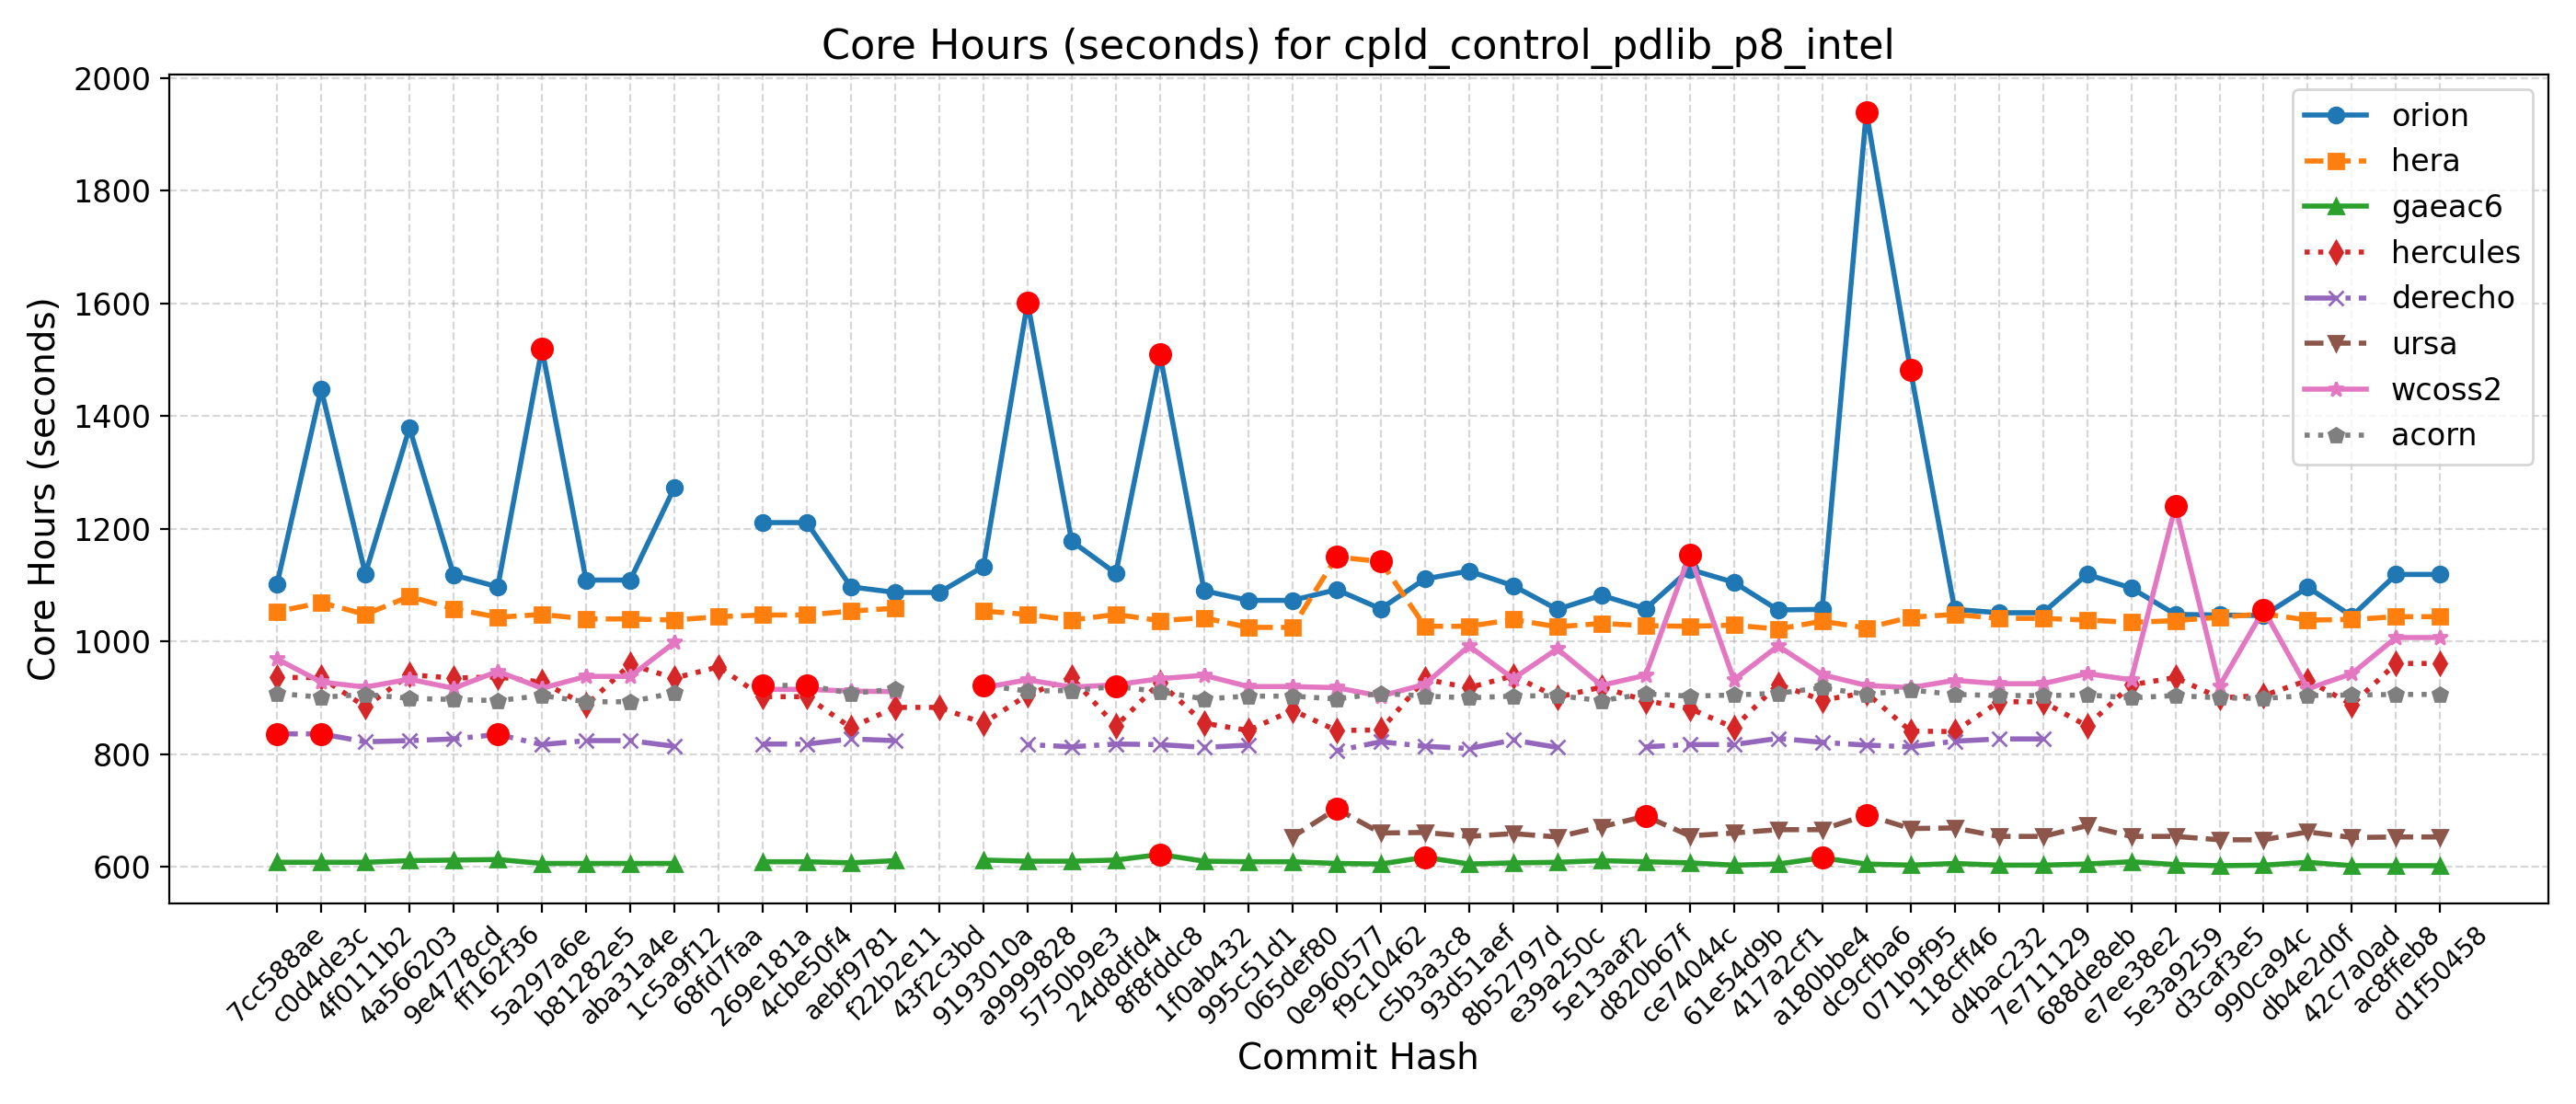 Core Hours (seconds) for cpld_control_pdlib_p8_intel
Core Hours (seconds)
2000
1800
1600
1400
1200
1000
800
600
orion
hera
gaeac6
hercules
derecho
ursa
wcoss2
acorn
7cc588ae
c0d4de3c
4f0111b2
4a566203
9e4778cd
ff162f36
5a297a6e
b81282e5
aba31a4e
1c5a9f12
68fd7faa
269e181a
4cbe50f4
aebf9781
f22b2e11
43f2c3bd
9193010a
a9999828
5750b9e3
24d8dfd4
8f8fddc8
1f0ab432
995c51d1
065def80
0e960577
f9c10462
c5b3a3c8
93d51aef
8b52797d
e39a250c
5e13aaf2
d820b67f
ce74044c
61e54d9b
417a2cf1
a180bbe4
dc9cfba6
071b9f95
118cff46
d4bac232
7e711129
688de8eb
e7ee38e2
5e3a9259
d3caf3e5
990ca94c
db4e2d0f
42c7a0ad
ac8ffeb8
d1f50458
Commit Hash